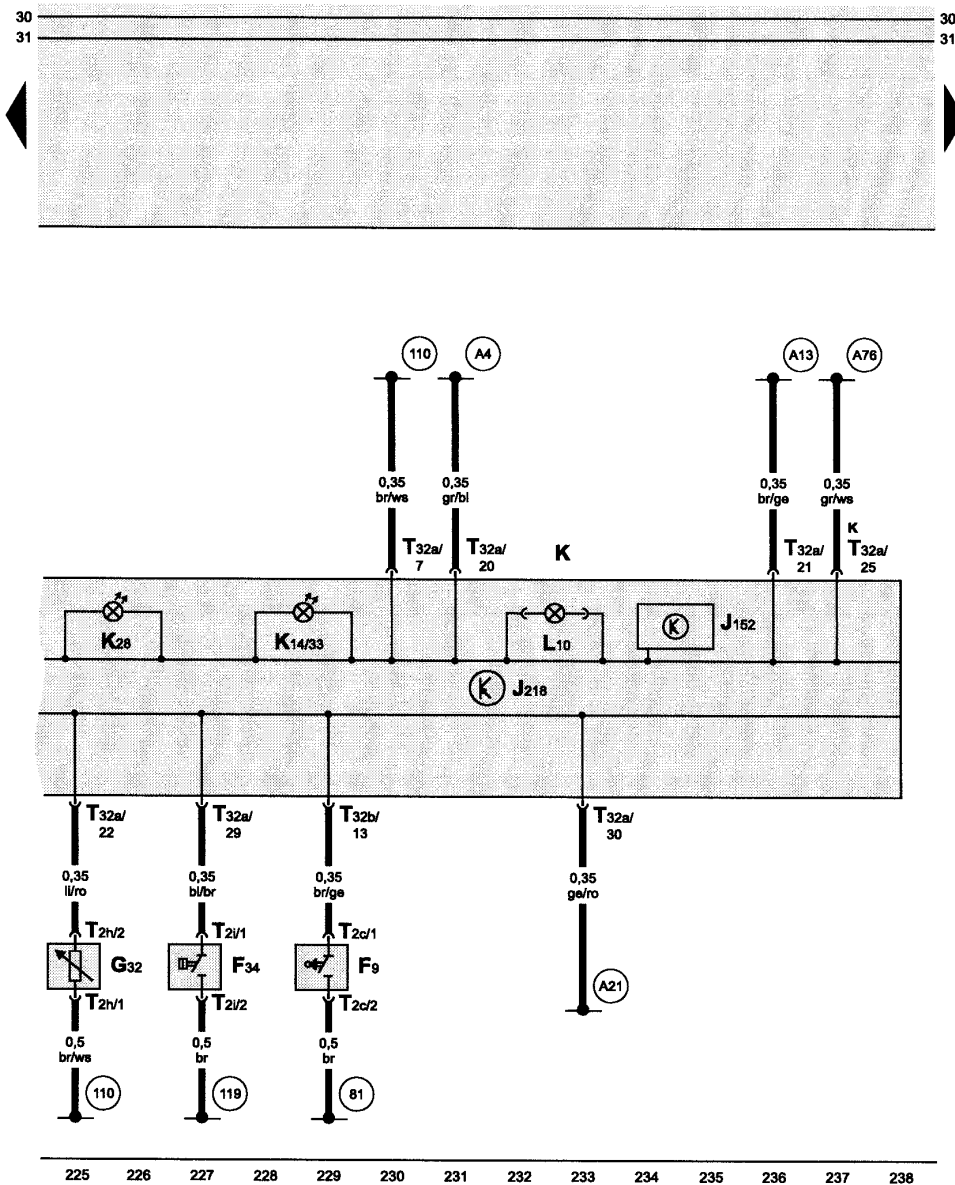 30 30
31 31
110 A4 A13 A76
0,35 0,35 0,35 0,35
br/ws gr/bl br/ge gr/ws
K
T32a/ T32a/ K T32a/ T32a/
7 20 21 25
K28 K14/33 L10 J152
J218
T32a/ T32a/ T32b/ T32a/
22 29 13 30
0,35 0,35 0,35 0,35
li/ro bl/br br/ge ge/ro
T2h/2 T2i/1 T2c/1
G32 F34 F9
A21
T2h/1 T2i/2 T2c/2
0,5 0,5 0,5
br/ws br br
110 119 81
225 226 227 228 229 230 231 232 233 234 235 236 237 238